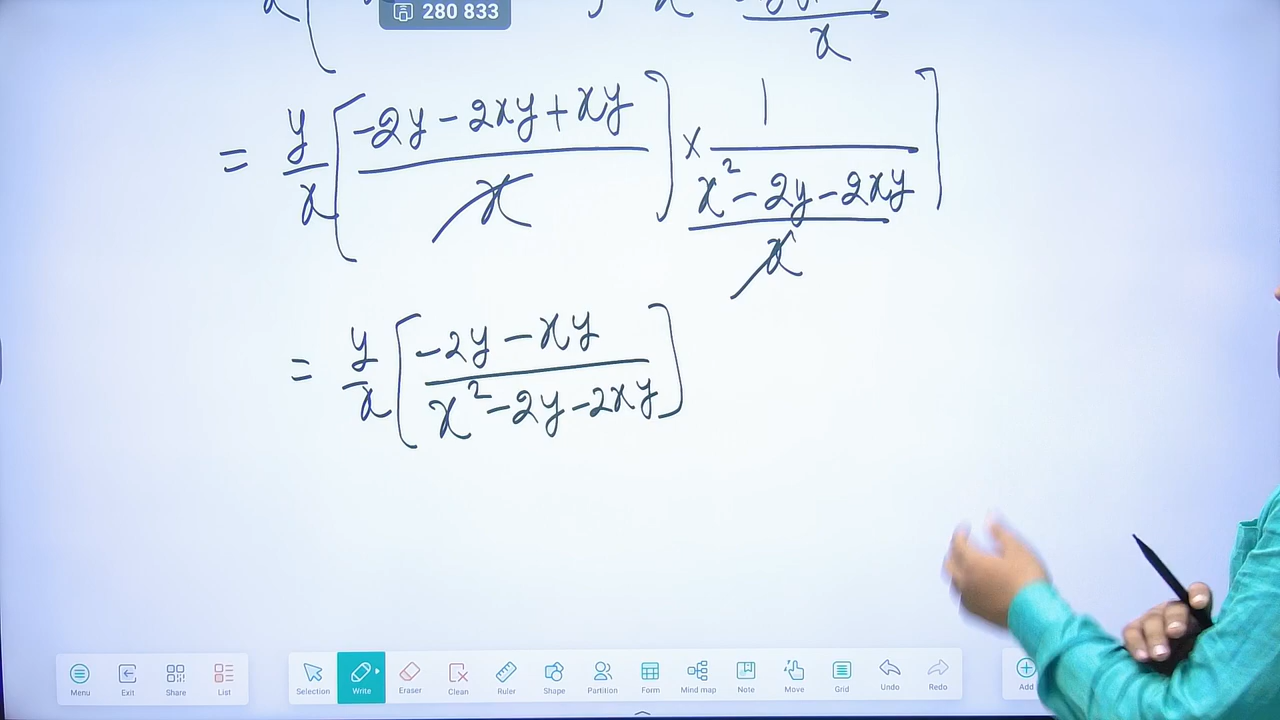 280 833
x
= y/x [ (-2y - 2xy + xy)/x ] × 1/((x² - 2y - 2xy)/x) ]
= y/x [ (-2y - xy)/(x² - 2y - 2xy) ]
Menu Exit Share List Selection Write Eraser Clean Ruler Shape Partition Form Mind map Note Move Grid Undo Redo Add